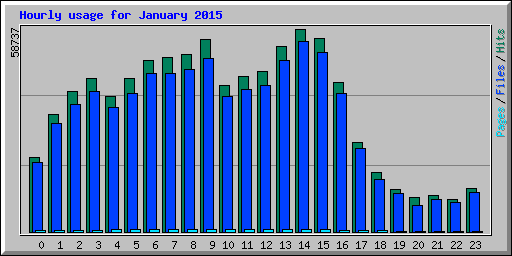 Hourly usage for January 2015
58737
Pages/Files/Hits
0 1 2 3 4 5 6 7 8 9 10 11 12 13 14 15 16 17 18 19 20 21 22 23